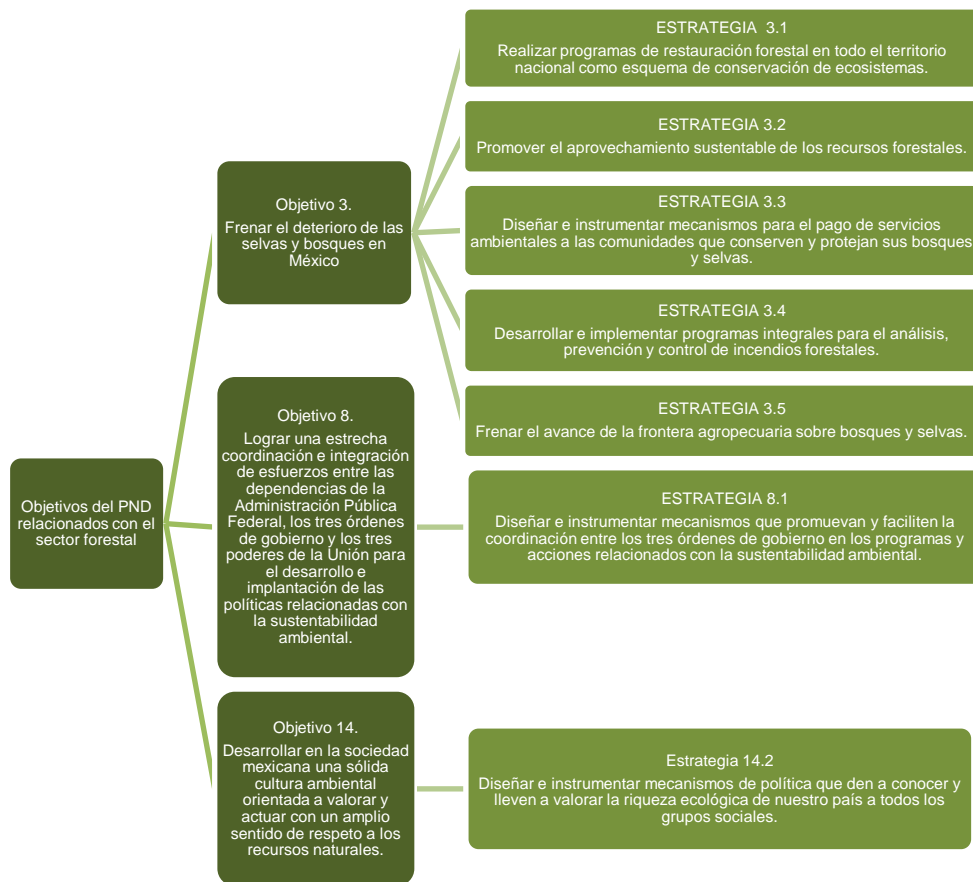 Objetivos del PND
relacionados con el
sector forestal
Objetivo 3.
Frenar el deterioro de las
selvas y bosques en
México
ESTRATEGIA 3.1
Realizar programas de restauración forestal en todo el territorio
nacional como esquema de conservación de ecosistemas.
ESTRATEGIA 3.2
Promover el aprovechamiento sustentable de los recursos forestales.
ESTRATEGIA 3.3
Diseñar e instrumentar mecanismos para el pago de servicios
ambientales a las comunidades que conserven y protejan sus bosques
y selvas.
ESTRATEGIA 3.4
Desarrollar e implementar programas integrales para el análisis,
prevención y control de incendios forestales.
ESTRATEGIA 3.5
Frenar el avance de la frontera agropecuaria sobre bosques y selvas.
Objetivo 8.
Lograr una estrecha
coordinación e integración
de esfuerzos entre las
dependencias de la
Administración Pública
Federal, los tres órdenes
de gobierno y los tres
poderes de la Unión para
el desarrollo e
implantación de las
políticas relacionadas con
la sustentabilidad
ambiental.
ESTRATEGIA 8.1
Diseñar e instrumentar mecanismos que promuevan y faciliten la
coordinación entre los tres órdenes de gobierno en los programas y
acciones relacionados con la sustentabilidad ambiental.
Objetivo 14.
Desarrollar en la sociedad
mexicana una sólida
cultura ambiental
orientada a valorar y
actuar con un amplio
sentido de respeto a los
recursos naturales.
Estrategia 14.2
Diseñar e instrumentar mecanismos de política que den a conocer y
lleven a valorar la riqueza ecológica de nuestro país a todos los
grupos sociales.